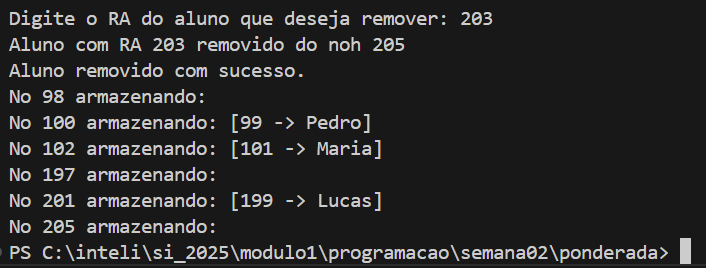 Digite o RA do aluno que deseja remover: 203
Aluno com RA 203 removido do noh 205
Aluno removido com sucesso.
No 98 armazenando:
No 100 armazenando: [99 -> Pedro]
No 102 armazenando: [101 -> Maria]
No 197 armazenando:
No 201 armazenando: [199 -> Lucas]
No 205 armazenando:
PS C:\inteli\si_2025\modulo1\programacao\semana02\ponderada>